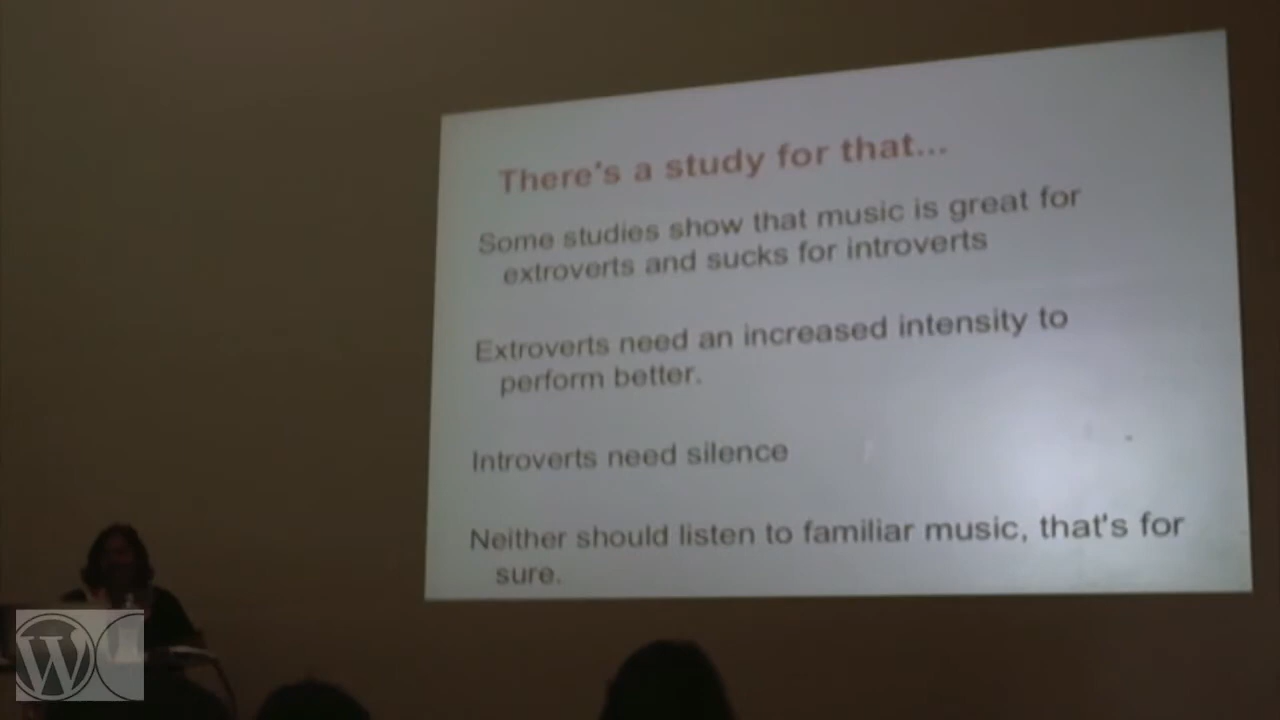 There's a study for that...
Some studies show that music is great for
extroverts and sucks for introverts
Extroverts need an increased intensity to
perform better.
Introverts need silence
Neither should listen to familiar music, that's for
sure.
W